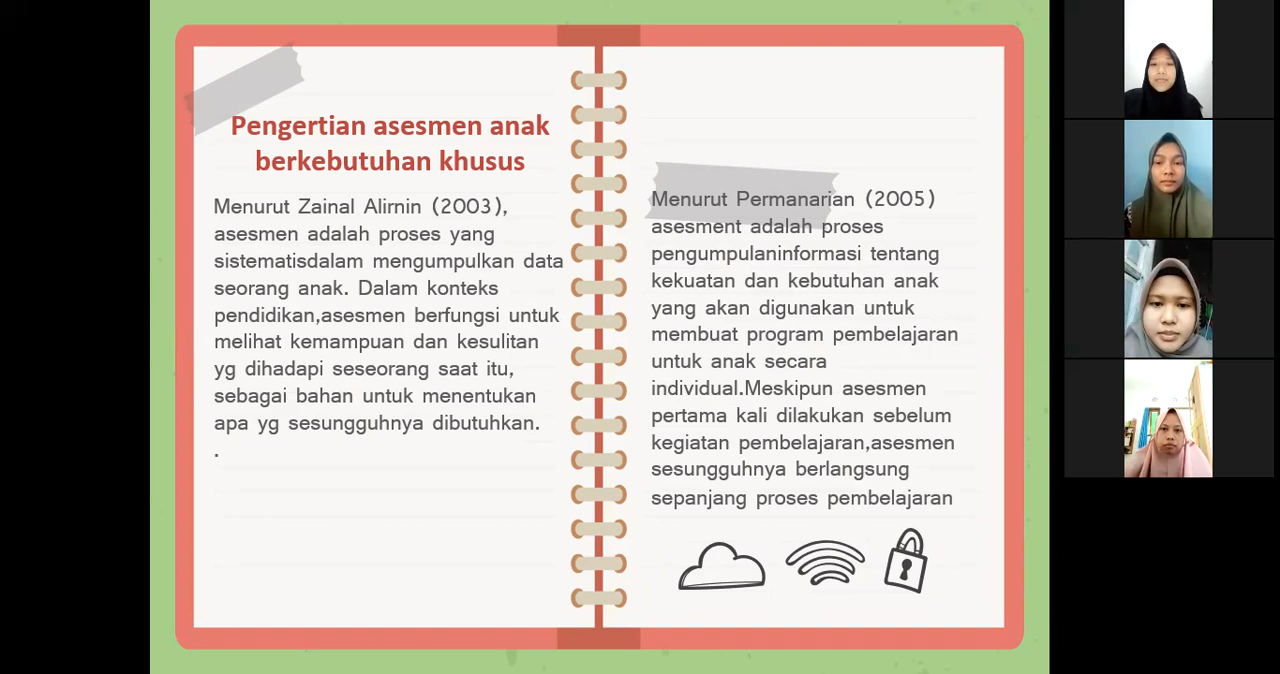 Pengertian asesmen anak
berkebutuhan khusus
Menurut Zainal Alirnin (2003),
asesmen adalah proses yang
sistematisdalam mengumpulkan data
seorang anak. Dalam konteks
pendidikan,asesmen berfungsi untuk
melihat kemampuan dan kesulitan
yg dihadapi seseorang saat itu,
sebagai bahan untuk menentukan
apa yg sesungguhnya dibutuhkan.
.
Menurut Permanarian (2005)
asesment adalah proses
pengumpulaninformasi tentang
kekuatan dan kebutuhan anak
yang akan digunakan untuk
membuat program pembelajaran
untuk anak secara
individual.Meskipun asesmen
pertama kali dilakukan sebelum
kegiatan pembelajaran,asesmen
sesungguhnya berlangsung
sepanjang proses pembelajaran